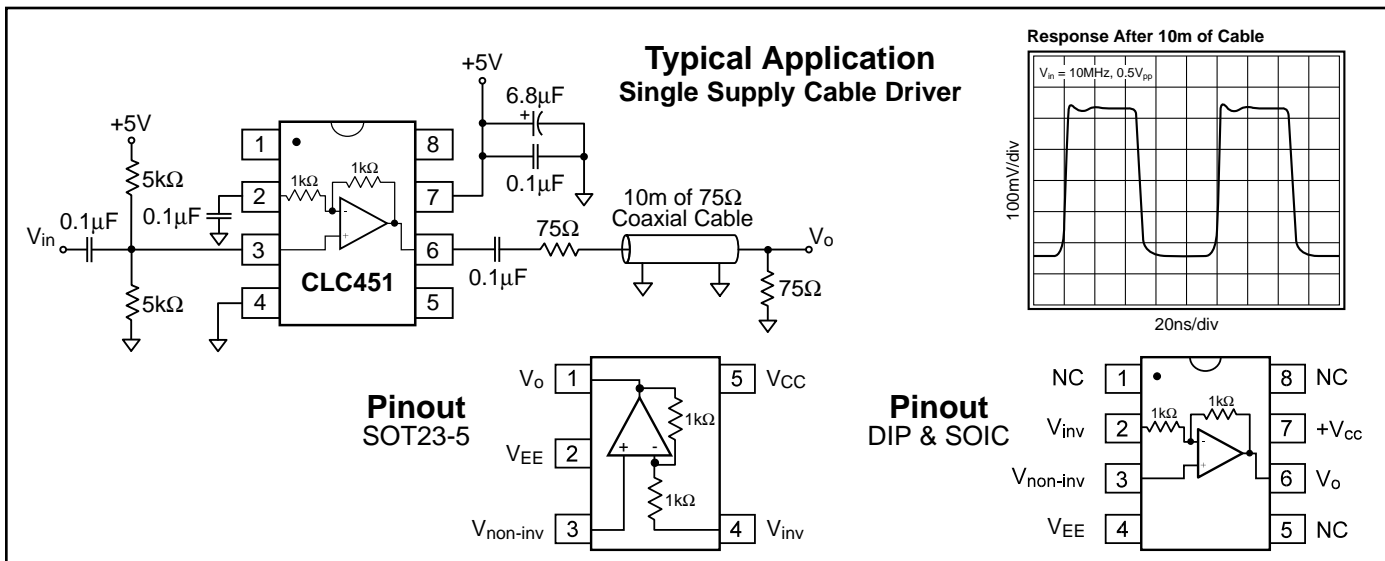 Typical Application
Single Supply Cable Driver
+5V
5kΩ
0.1μF
Vin
5kΩ
0.1μF
1
2
3
4
8
7
6
5
1kΩ
1kΩ
-
+
CLC451
+5V
6.8μF
+
0.1μF
0.1μF
75Ω
10m of 75Ω
Coaxial Cable
Vo
75Ω
Response After 10m of Cable
Vin = 10MHz, 0.5Vpp
100mV/div
20ns/div
Pinout
SOT23-5
Vo 1
VEE 2
Vnon-inv 3
5 VCC
4 Vinv
1kΩ
+ -
1kΩ
Pinout
DIP & SOIC
NC 1
Vinv 2
Vnon-inv 3
VEE 4
1kΩ
1kΩ
-
+
8 NC
7 +Vcc
6 Vo
5 NC